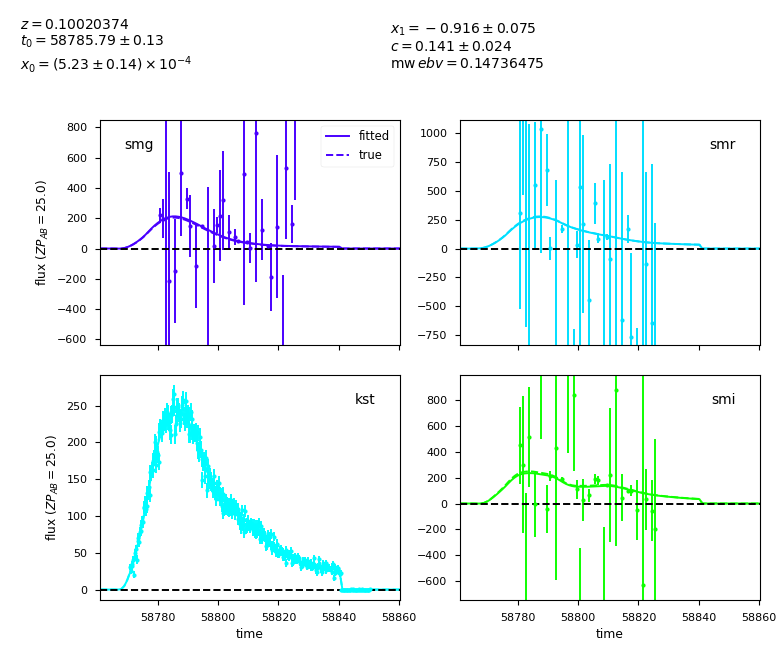 z = 0.10020374
t₀ = 58785.79 ± 0.13
x₀ = (5.23 ± 0.14) × 10⁻⁴
x₁ = −0.916 ± 0.075
c = 0.141 ± 0.024
mw ebv = 0.14736475
smg
fitted
true
800
600
400
200
0
−200
−400
−600
flux (ZP_AB = 25.0)
smr
1000
750
500
250
0
−250
−500
−750
kst
250
200
150
100
50
0
flux (ZP_AB = 25.0)
58780 58800 58820 58840 58860
time
smi
800
600
400
200
0
−200
−400
−600
58780 58800 58820 58840 58860
time